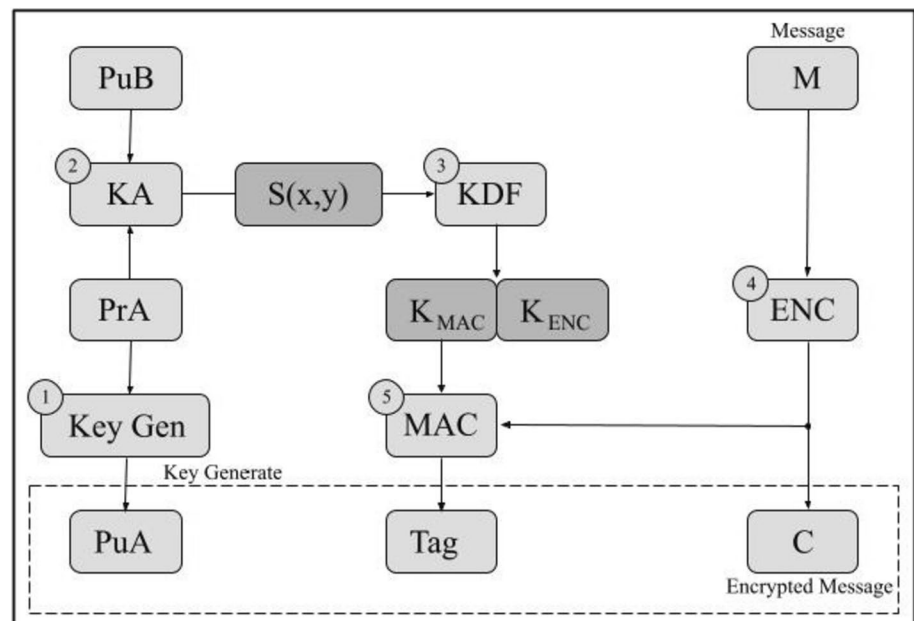 Message
PuB
M
2
KA
S(x,y)
3
KDF
PrA
K MAC
K ENC
4
ENC
1
Key Gen
5
MAC
Key Generate
PuA
Tag
C
Encrypted Message